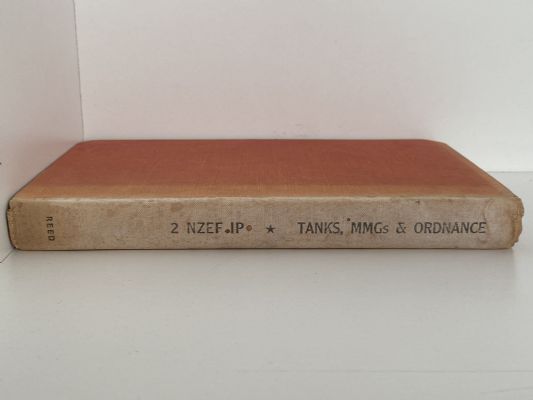 REED
2 NZEF.IP. ★ TANKS, MMGs & ORDNANCE